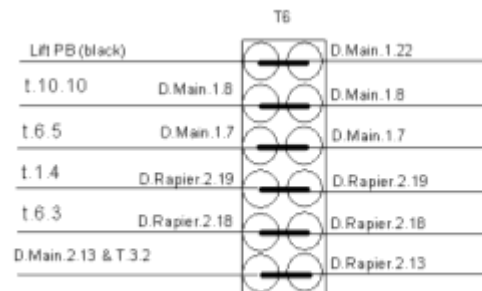 T6
Lift PB (black)
D.Main.1.22
t.10.10
D.Main.1.8
D.Main.1.8
t.6.5
D.Main.1.7
D.Main.1.7
t.1.4
D.Rapier.2.19
D.Rapier.2.19
t.6.3
D.Rapier.2.18
D.Rapier.2.18
D.Main.2.13 & T.3.2
D.Rapier.2.13